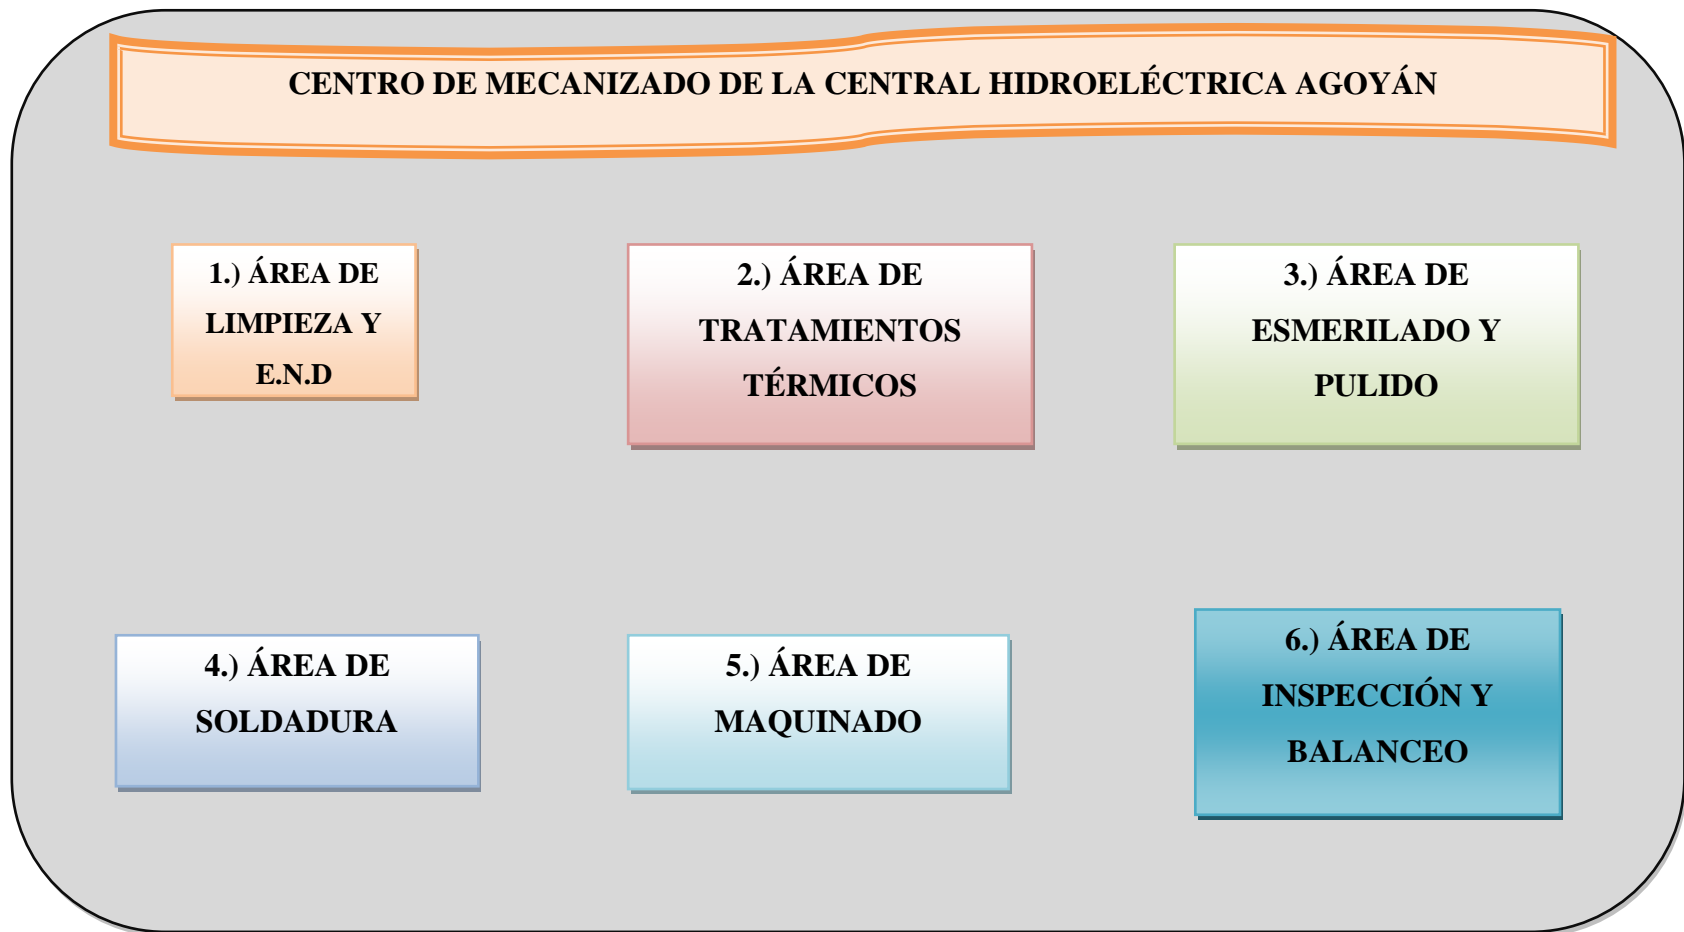 CENTRO DE MECANIZADO DE LA CENTRAL HIDROELÉCTRICA AGOYÁN
1.) ÁREA DE
LIMPIEZA Y
E.N.D
2.) ÁREA DE
TRATAMIENTOS
TÉRMICOS
3.) ÁREA DE
ESMERILADO Y
PULIDO
4.) ÁREA DE
SOLDADURA
5.) ÁREA DE
MAQUINADO
6.) ÁREA DE
INSPECCIÓN Y
BALANCEO